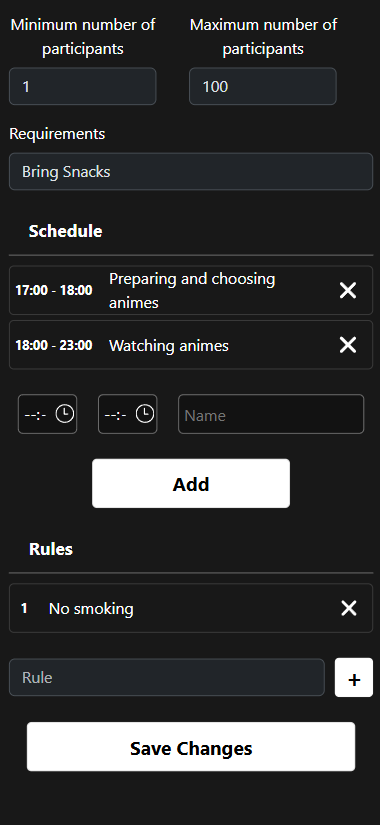 Minimum number of
participants
Maximum number of
participants
1
100
Requirements
Bring Snacks
Schedule
17:00 - 18:00
Preparing and choosing
animes
18:00 - 23:00
Watching animes
--:-
--:-
Name
Add
Rules
1
No smoking
Rule
+
Save Changes